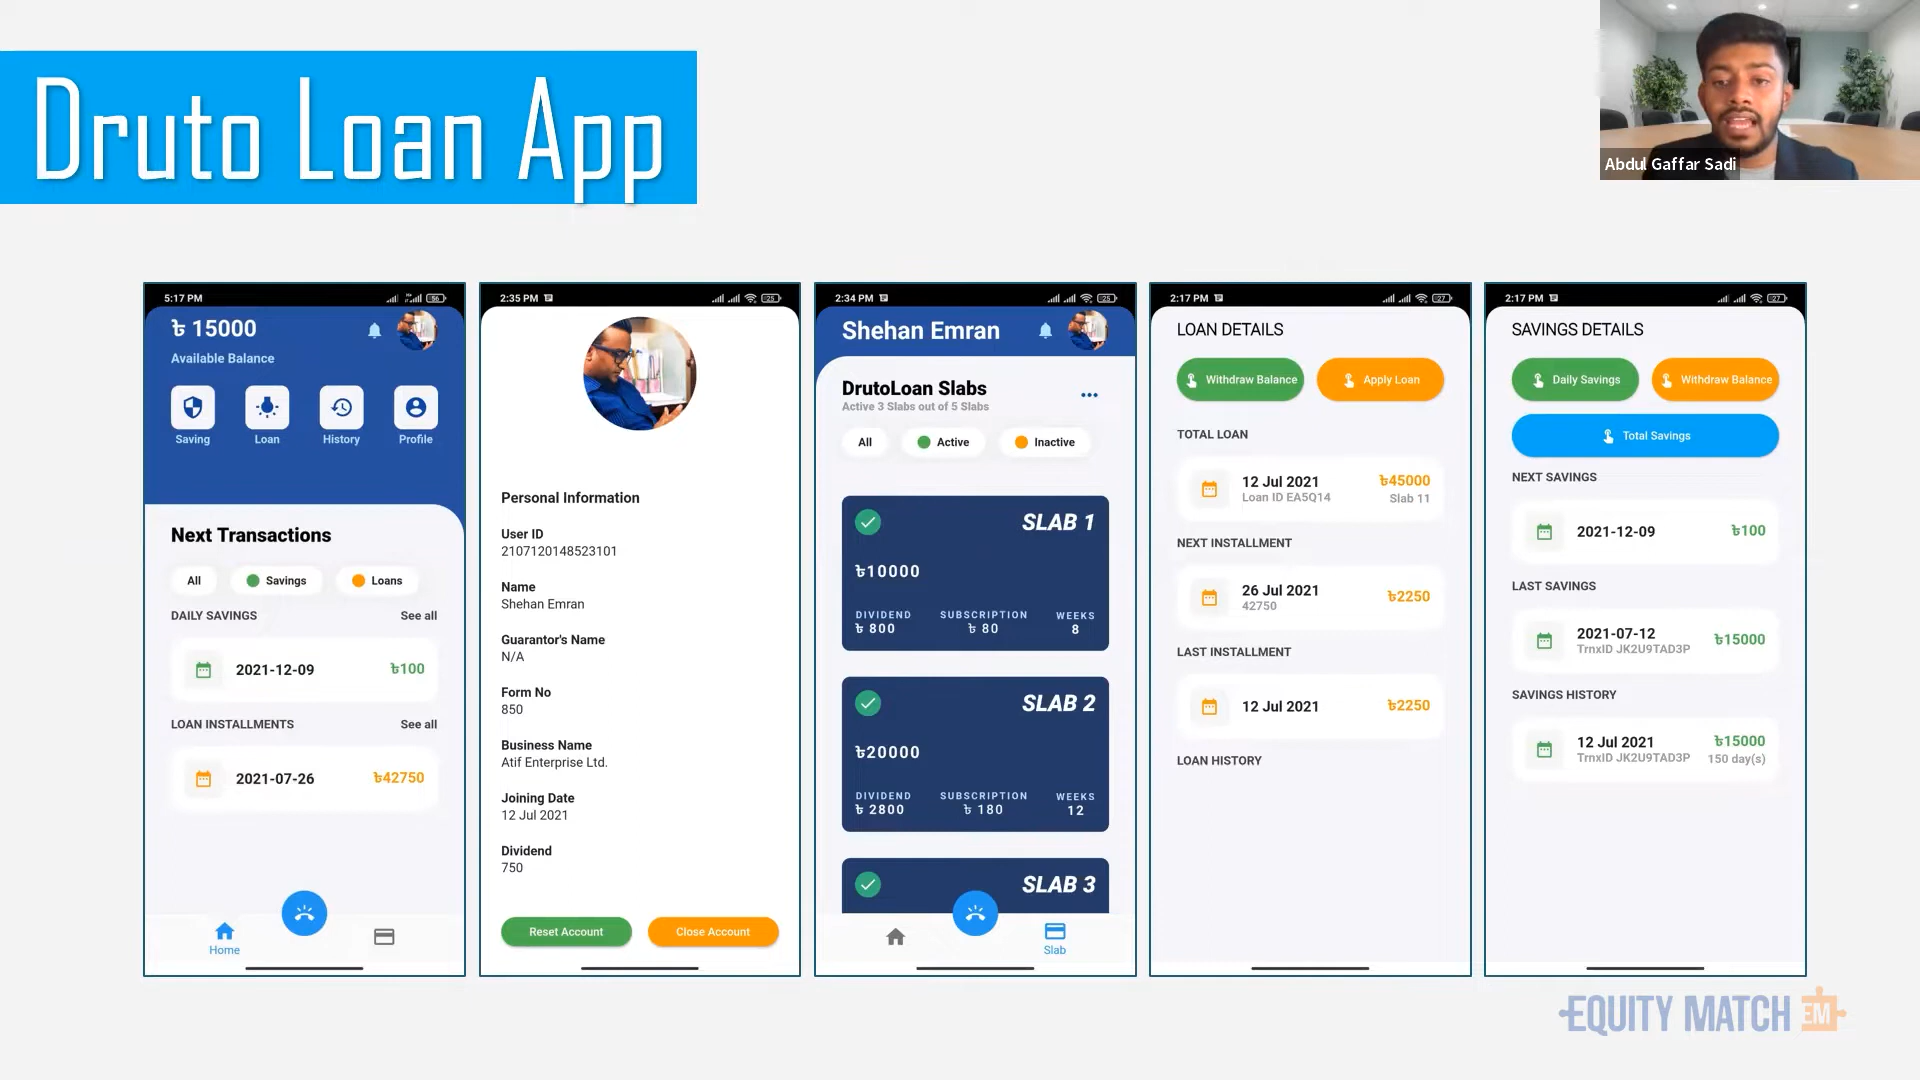 Druto Loan App
Abdul Gaffar Sadi
5:17 PM
56
৳ 15000
Available Balance
Saving
Loan
History
Profile
Next Transactions
All
Savings
Loans
DAILY SAVINGS
See all
2021-12-09
৳100
LOAN INSTALLMENTS
See all
2021-07-26
৳42750
Home
2:35 PM
25
Personal Information
User ID
2107120148523101
Name
Shehan Emran
Guarantor's Name
N/A
Form No
850
Business Name
Atif Enterprise Ltd.
Joining Date
12 Jul 2021
Dividend
750
Reset Account
Close Account
2:34 PM
25
Shehan Emran
DrutoLoan Slabs
Active 3 Slabs out of 5 Slabs
All
Active
Inactive
SLAB 1
৳10000
DIVIDEND
৳ 800
SUBSCRIPTION
৳ 80
WEEKS
8
SLAB 2
৳20000
DIVIDEND
৳ 2800
SUBSCRIPTION
৳ 180
WEEKS
12
SLAB 3
Slab
2:17 PM
27
LOAN DETAILS
Withdraw Balance
Apply Loan
TOTAL LOAN
12 Jul 2021
৳45000
Loan ID EA5Q14
Slab 11
NEXT INSTALLMENT
26 Jul 2021
৳2250
42750
LAST INSTALLMENT
12 Jul 2021
৳2250
LOAN HISTORY
2:17 PM
27
SAVINGS DETAILS
Daily Savings
Withdraw Balance
Total Savings
NEXT SAVINGS
2021-12-09
৳100
LAST SAVINGS
2021-07-12
৳15000
TrnxID JK2U9TAD3P
SAVINGS HISTORY
12 Jul 2021
৳15000
TrnxID JK2U9TAD3P
150 day(s)
EQUITY MATCH EM